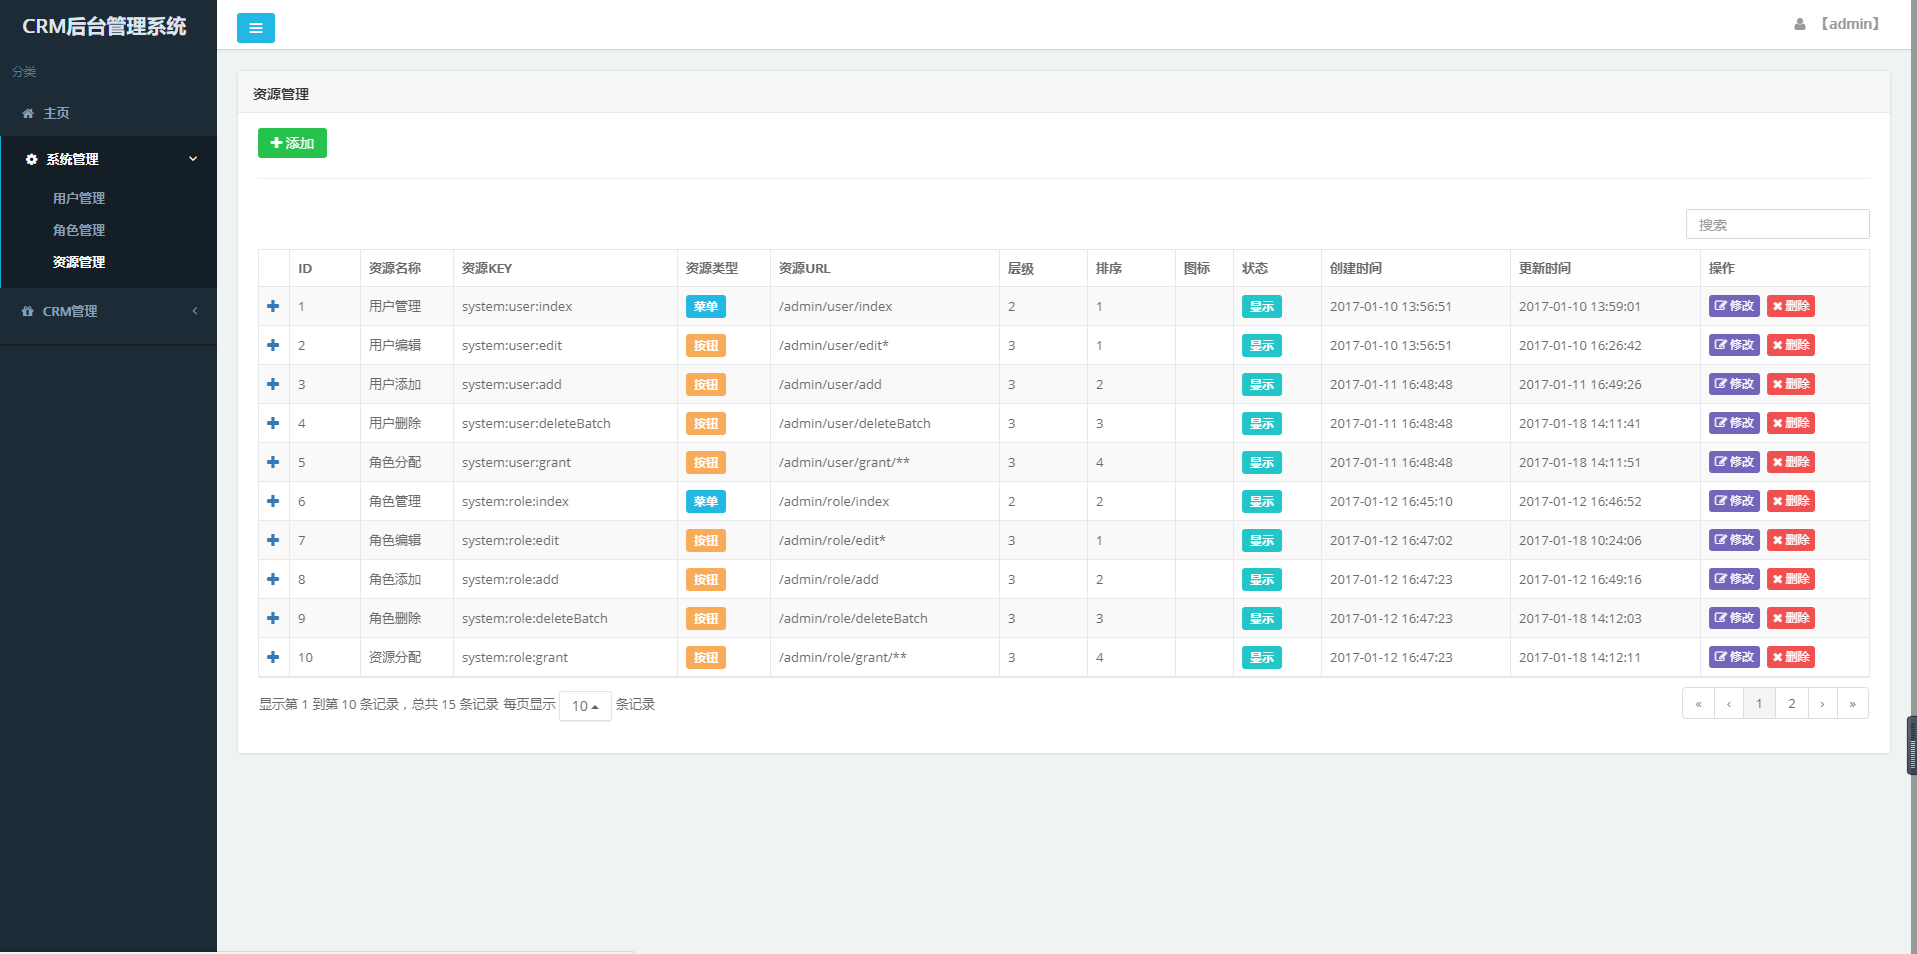 CRM后台管理系统
【admin】
分类
主页
系统管理
用户管理
角色管理
资源管理
CRM管理
资源管理
添加
搜索
ID 资源名称 资源KEY 资源类型 资源URL 层级 排序 图标 状态 创建时间 更新时间 操作
1 用户管理 system:user:index 菜单 /admin/user/index 2 1 显示 2017-01-10 13:56:51 2017-01-10 13:59:01 修改 删除
2 用户编辑 system:user:edit 按钮 /admin/user/edit* 3 1 显示 2017-01-10 13:56:51 2017-01-10 16:26:42 修改 删除
3 用户添加 system:user:add 按钮 /admin/user/add 3 2 显示 2017-01-11 16:48:48 2017-01-11 16:49:26 修改 删除
4 用户删除 system:user:deleteBatch 按钮 /admin/user/deleteBatch 3 3 显示 2017-01-11 16:48:48 2017-01-18 14:11:41 修改 删除
5 角色分配 system:user:grant 按钮 /admin/user/grant/** 3 4 显示 2017-01-11 16:48:48 2017-01-18 14:11:51 修改 删除
6 角色管理 system:role:index 菜单 /admin/role/index 2 2 显示 2017-01-12 16:45:10 2017-01-12 16:46:52 修改 删除
7 角色编辑 system:role:edit 按钮 /admin/role/edit* 3 1 显示 2017-01-12 16:47:02 2017-01-18 10:24:06 修改 删除
8 角色添加 system:role:add 按钮 /admin/role/add 3 2 显示 2017-01-12 16:47:23 2017-01-12 16:49:16 修改 删除
9 角色删除 system:role:deleteBatch 按钮 /admin/role/deleteBatch 3 3 显示 2017-01-12 16:47:23 2017-01-18 14:12:03 修改 删除
10 资源分配 system:role:grant 按钮 /admin/role/grant/** 3 4 显示 2017-01-12 16:47:23 2017-01-18 14:12:11 修改 删除
显示第 1 到第 10 条记录，总共 15 条记录 每页显示 10 条记录
« ‹ 1 2 › »